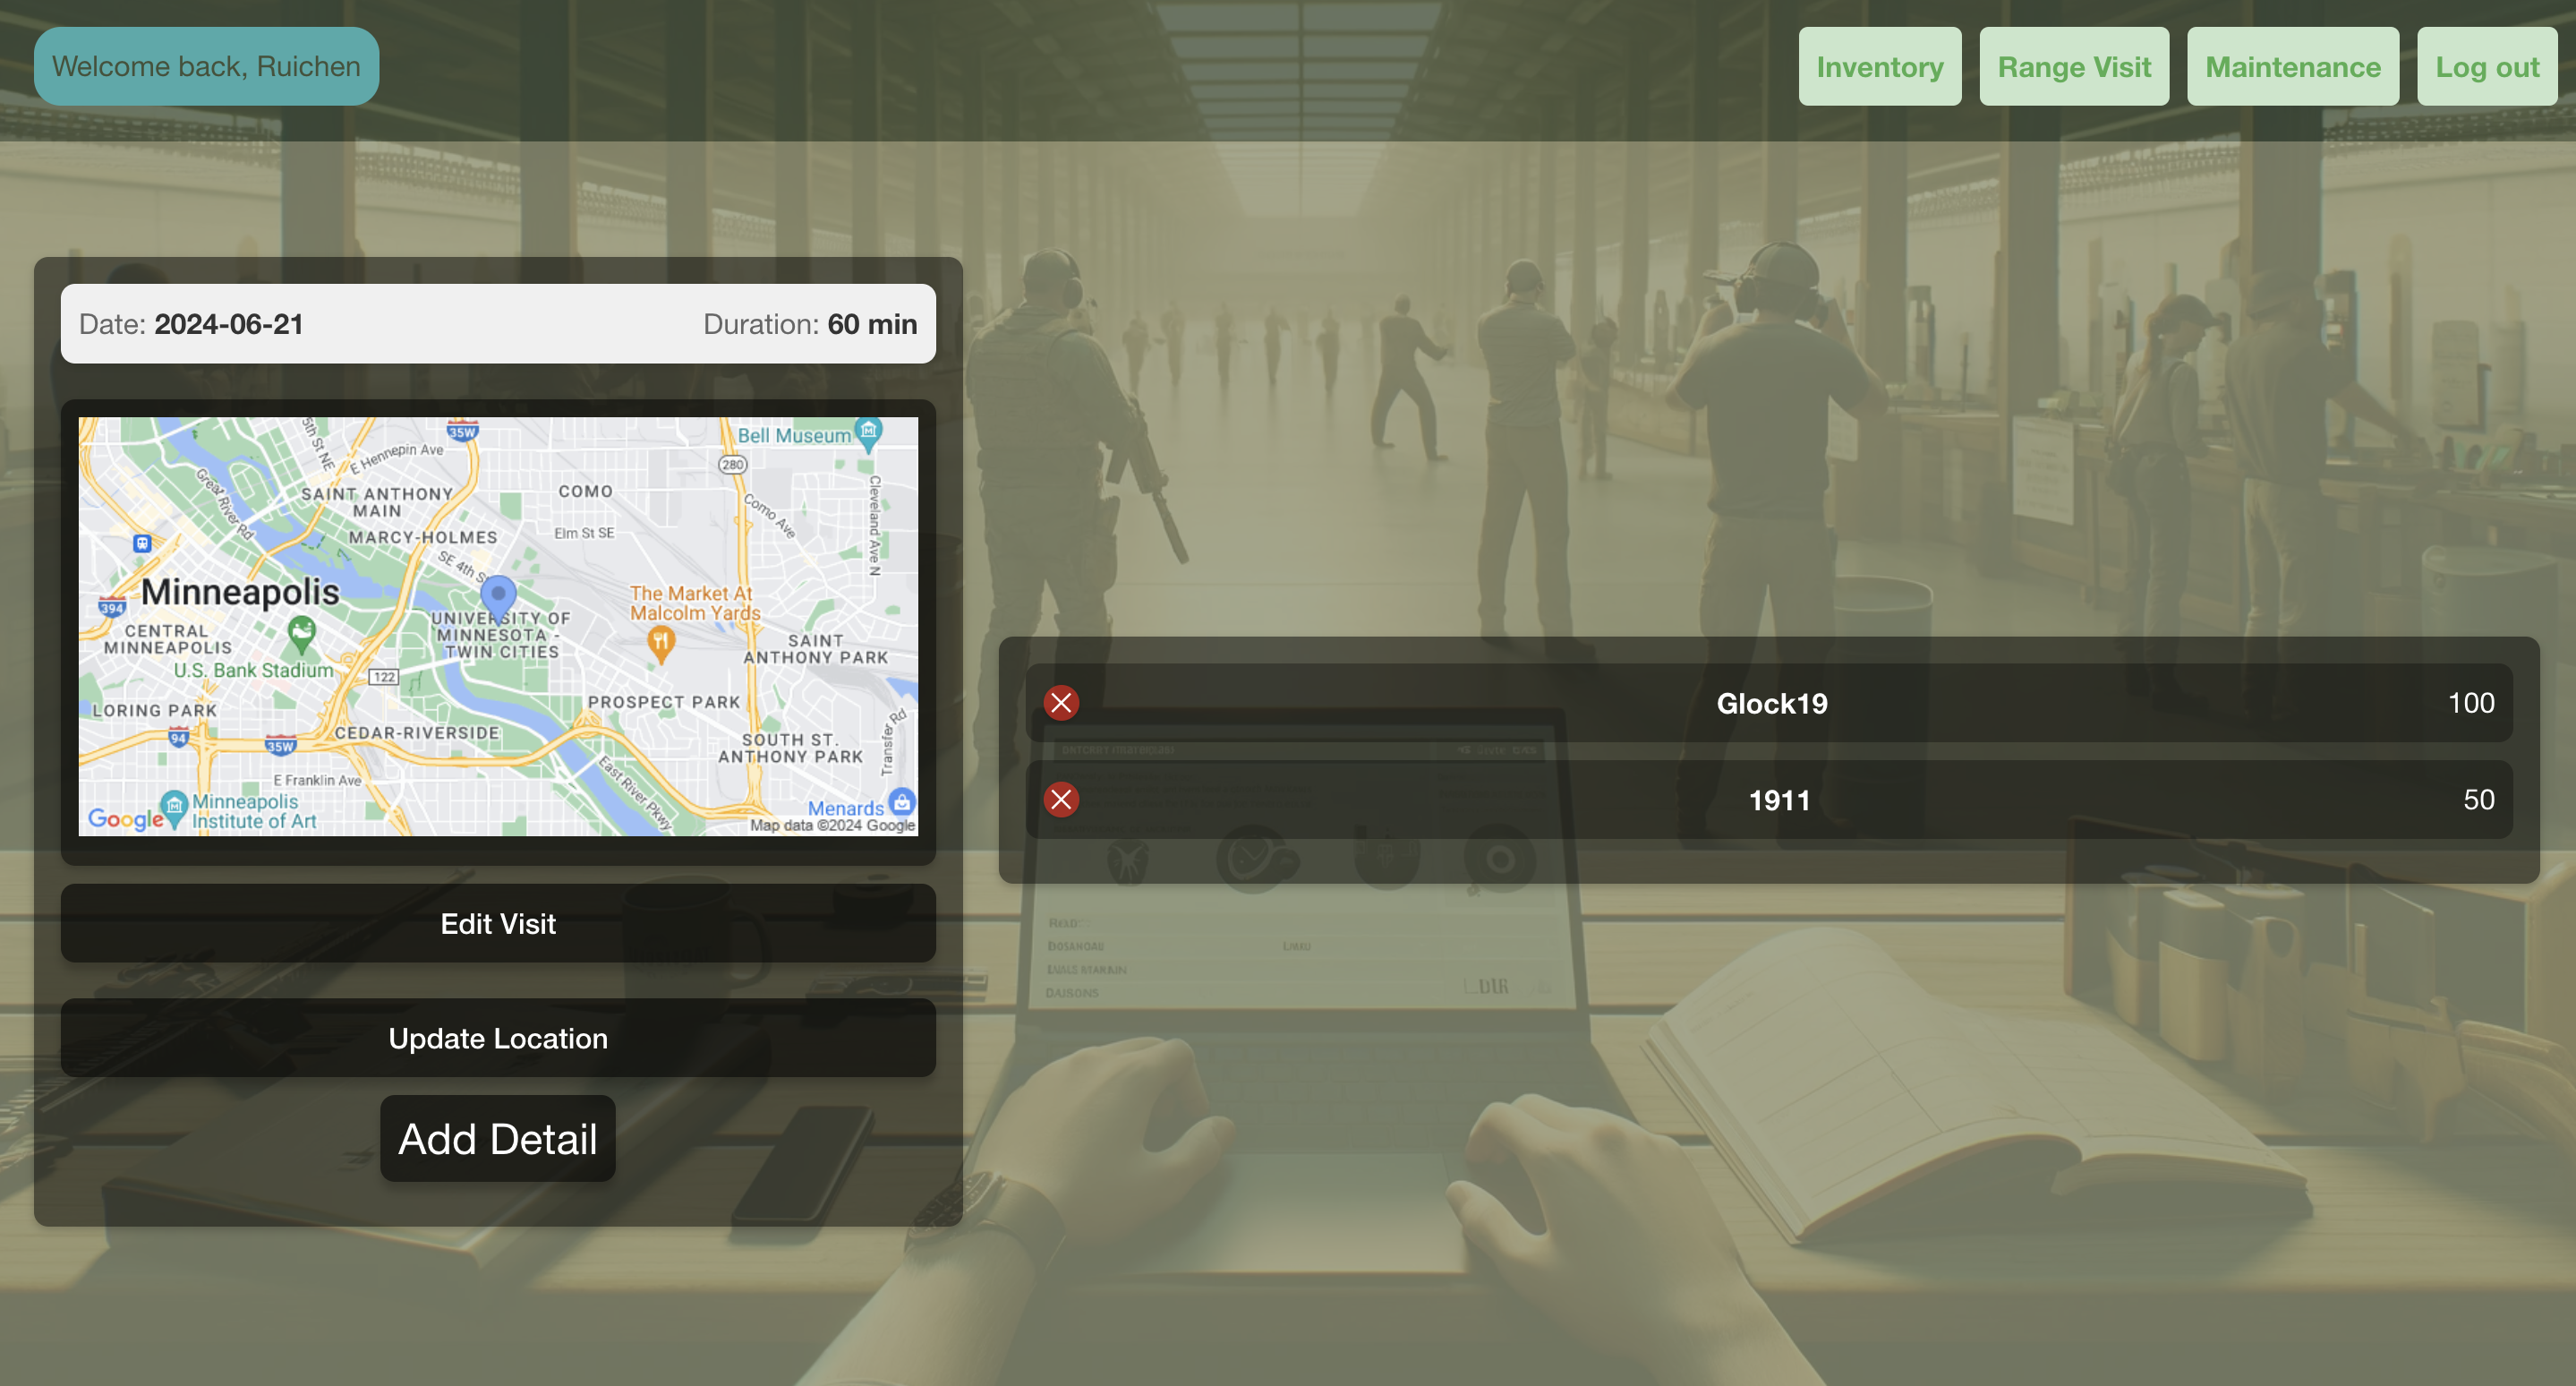 Welcome back, Ruichen
Inventory
Range Visit
Maintenance
Log out
Date: 2024-06-21
Duration: 60 min
35W
Bell Museum
5th St NE
E Hennepin Ave
280
Great River Rd
SAINT ANTHONY
MAIN
COMO
Como Ave
Cleveland Ave N
MARCY-HOLMES
Elm St SE
SE 4th St
Minneapolis
394
The Market At
Malcolm Yards
UNIVERSITY OF
MINNESOTA -
TWIN CITIES
CENTRAL
MINNEAPOLIS
SAINT
ANTHONY PARK
U.S. Bank Stadium
122
LORING PARK
PROSPECT PARK
94
35W
CEDAR-RIVERSIDE
SOUTH ST.
ANTHONY PARK
Transfer Rd
E Franklin Ave
East River Pkwy
Minneapolis
Institute of Art
Menards
Google
Map data ©2024 Google
Edit Visit
Update Location
Add Detail
Glock19
100
1911
50